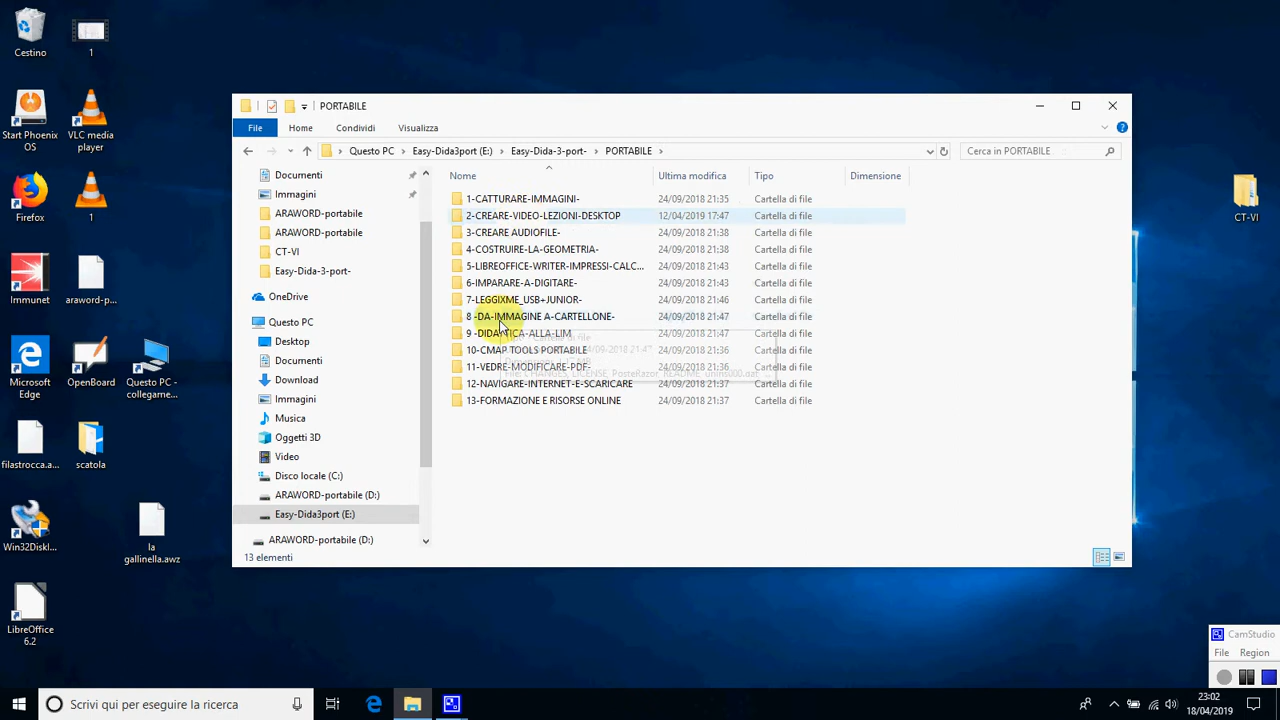 Cestino
1
Start Phoenix
OS
VLC media
player
Firefox
1
Immunet
araword-p...
Microsoft
Edge
OpenBoard
Questo PC -
collegame...
filastrocca.a...
scatola
Win32DiskI...
la
gallinella.awz
LibreOffice
6.2
CT-VI
PORTABILE
File
Home
Condividi
Visualizza
Questo PC
Easy-Dida3port (E:)
Easy-Dida-3-port-
PORTABILE
Cerca in PORTABILE
Documenti
Immagini
ARAWORD-portabile
ARAWORD-portabile
CT-VI
Easy-Dida-3-port-
OneDrive
Questo PC
Desktop
Documenti
Download
Immagini
Musica
Oggetti 3D
Video
Disco locale (C:)
ARAWORD-portabile (D:)
Easy-Dida3port (E:)
ARAWORD-portabile (D:)
Nome Ultima modifica Tipo Dimensione
1-CATTURARE-IMMAGINI- 24/09/2018 21:35 Cartella di file
2-CREARE-VIDEO-LEZIONI-DESKTOP 12/04/2019 17:47 Cartella di file
3-CREARE AUDIOFILE- 24/09/2018 21:38 Cartella di file
4-COSTRUIRE-LA-GEOMETRIA- 24/09/2018 21:38 Cartella di file
5-LIBREOFFICE-WRITER-IMPRESSI-CALC... 24/09/2018 21:43 Cartella di file
6-IMPARARE-A-DIGITARE- 24/09/2018 21:43 Cartella di file
7-LEGGIXME_USB+JUNIOR- 24/09/2018 21:46 Cartella di file
8 -DA-IMMAGINE A-CARTELLONE- 24/09/2018 21:47 Cartella di file
9 -DIDATTICA-ALLA-LIM 24/09/2018 21:47 Cartella di file
10-CMAP TOOLS PORTABILE 24/09/2018 21:36 Cartella di file
11-VEDRE-MODIFICARE-PDF- 24/09/2018 21:36 Cartella di file
12-NAVIGARE-INTERNET-E-SCARICARE 24/09/2018 21:37 Cartella di file
13-FORMAZIONE E RISORSE ONLINE 24/09/2018 21:37 Cartella di file
13 elementi
CamStudio
File Region
Scrivi qui per eseguire la ricerca
23:02
18/04/2019